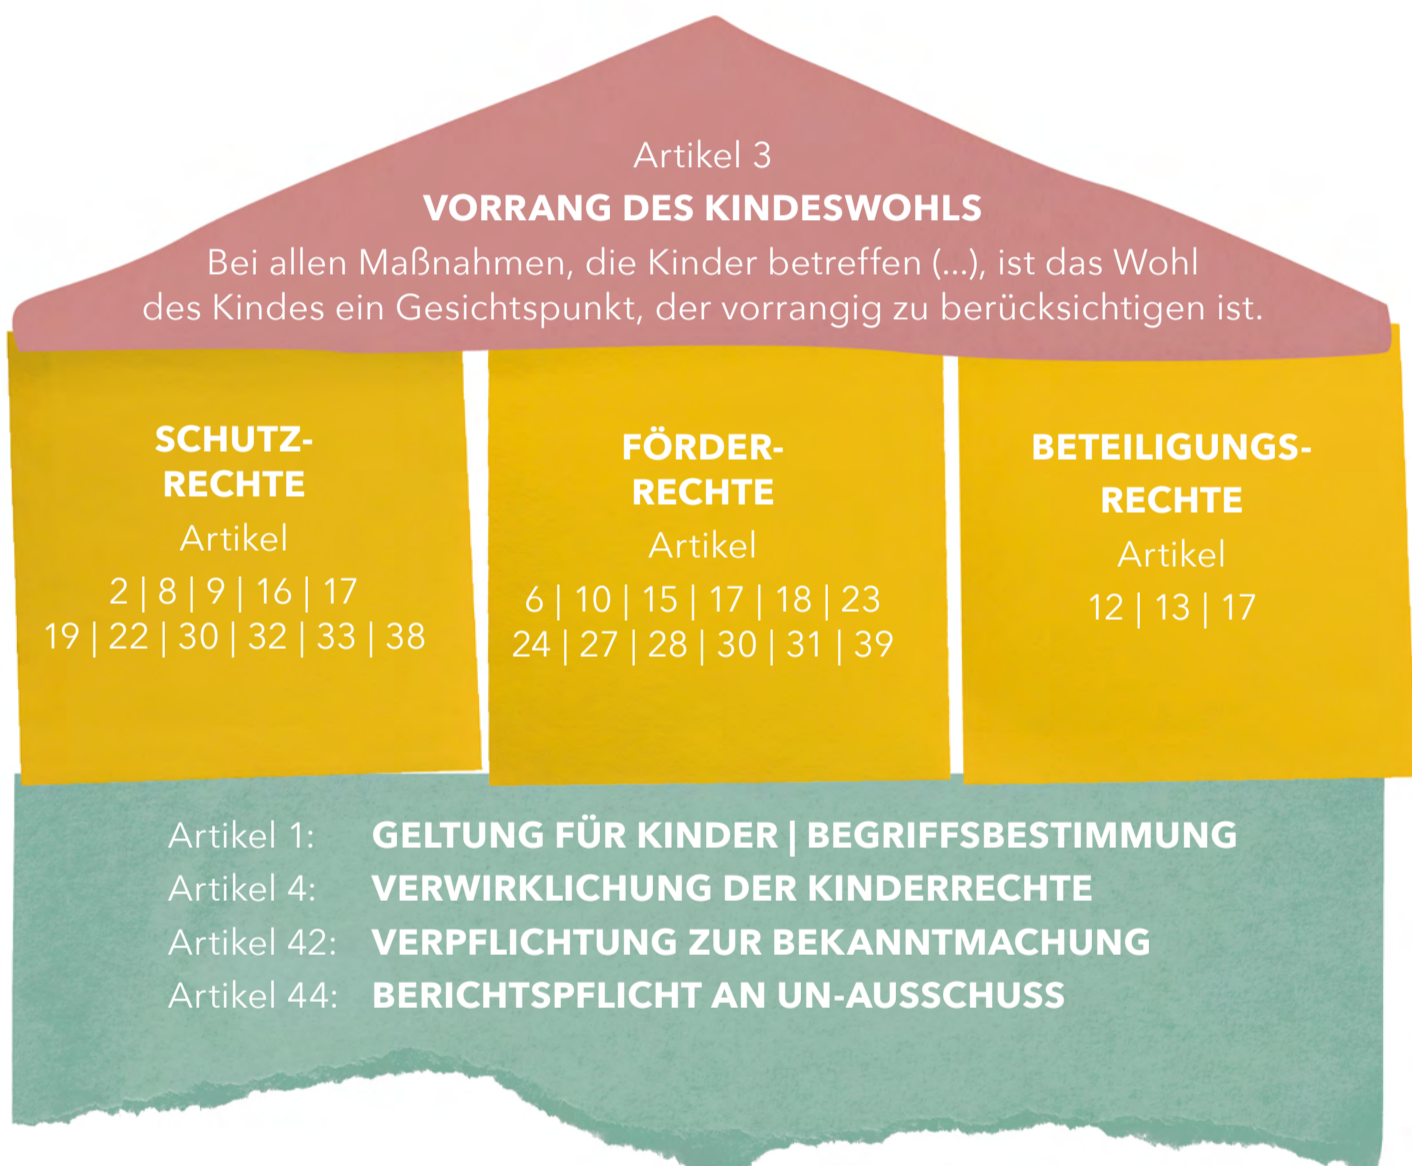 Artikel 3
VORRANG DES KINDESWOHLS
Bei allen Maßnahmen, die Kinder betreffen (...), ist das Wohl
des Kindes ein Gesichtspunkt, der vorrangig zu berücksichtigen ist.
SCHUTZ-
RECHTE
Artikel
2 | 8 | 9 | 16 | 17
19 | 22 | 30 | 32 | 33 | 38
FÖRDER-
RECHTE
Artikel
6 | 10 | 15 | 17 | 18 | 23
24 | 27 | 28 | 30 | 31 | 39
BETEILIGUNGS-
RECHTE
Artikel
12 | 13 | 17
Artikel 1: GELTUNG FÜR KINDER | BEGRIFFSBESTIMMUNG
Artikel 4: VERWIRKLICHUNG DER KINDERRECHTE
Artikel 42: VERPFLICHTUNG ZUR BEKANNTMACHUNG
Artikel 44: BERICHTSPFLICHT AN UN-AUSSCHUSS